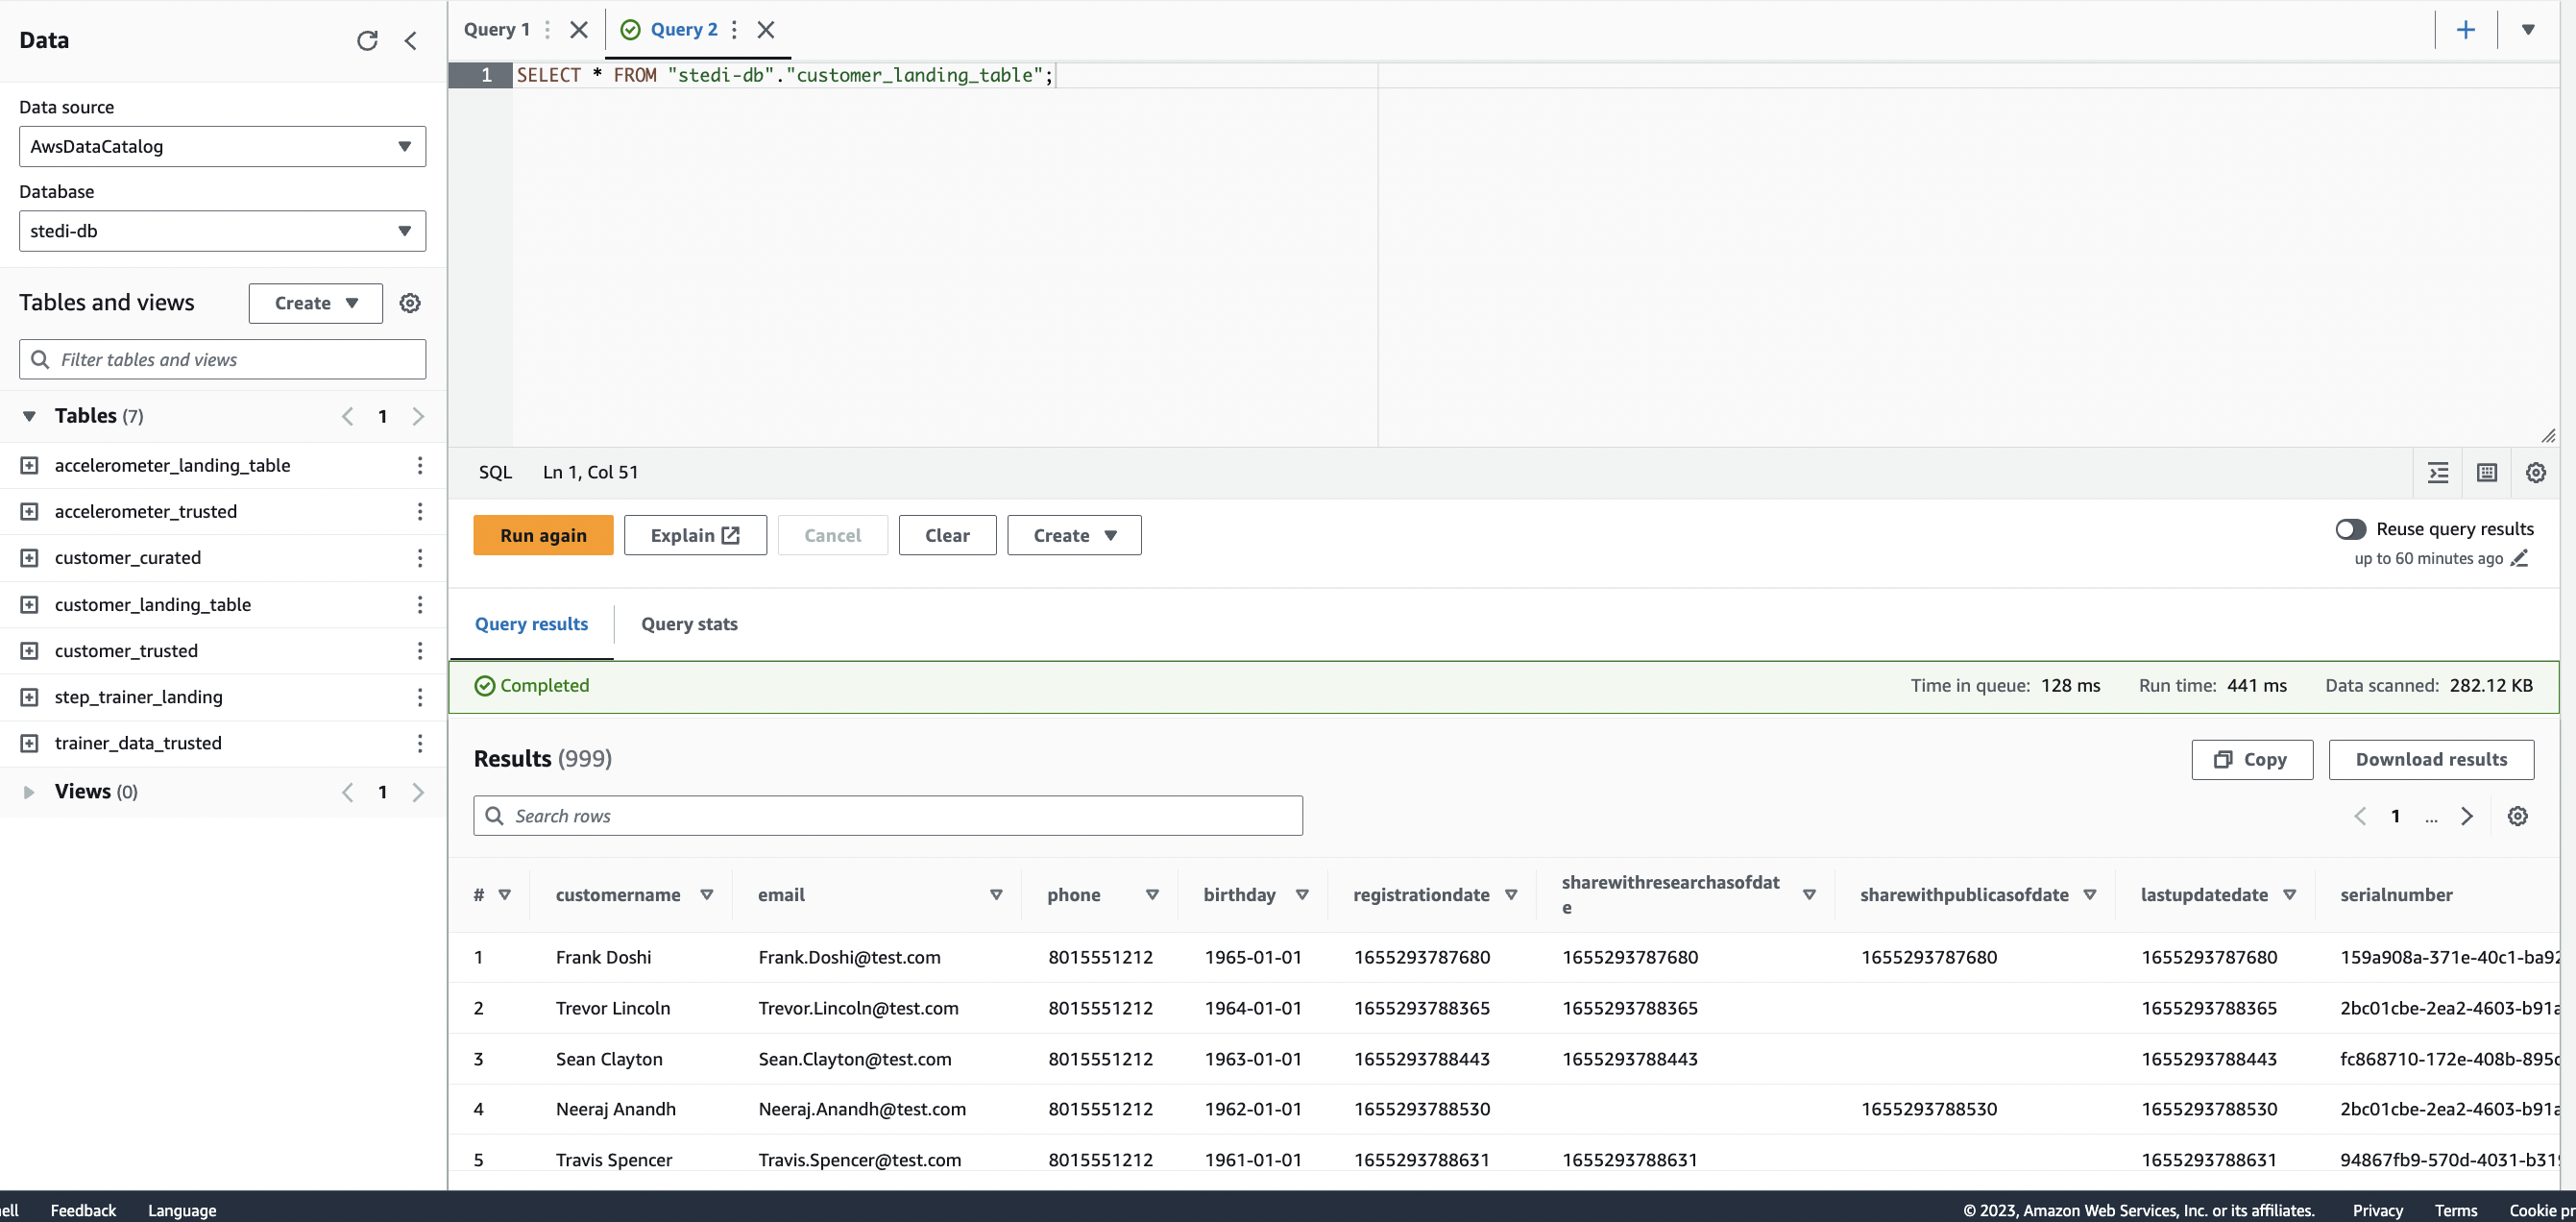 Data
Data source
AwsDataCatalog
Database
stedi-db
Tables and views
Create
Filter tables and views
Tables (7)
1
accelerometer_landing_table
accelerometer_trusted
customer_curated
customer_landing_table
customer_trusted
step_trainer_landing
trainer_data_trusted
Views (0)
1
Query 1
Query 2
1 SELECT * FROM "stedi-db"."customer_landing_table";
SQL Ln 1, Col 51
Run again Explain Cancel Clear Create
Reuse query results
up to 60 minutes ago
Query results Query stats
Completed Time in queue: 128 ms Run time: 441 ms Data scanned: 282.12 KB
Results (999) Copy Download results
Search rows 1 ...
# customername email phone birthday registrationdate sharewithresearchasofdate sharewithpublicasofdate lastupdatedate serialnumber
1 Frank Doshi Frank.Doshi@test.com 8015551212 1965-01-01 1655293787680 1655293787680 1655293787680 1655293787680 159a908a-371e-40c1-ba92
2 Trevor Lincoln Trevor.Lincoln@test.com 8015551212 1964-01-01 1655293788365 1655293788365 1655293788365 2bc01cbe-2ea2-4603-b91a
3 Sean Clayton Sean.Clayton@test.com 8015551212 1963-01-01 1655293788443 1655293788443 1655293788443 fc868710-172e-408b-895
4 Neeraj Anandh Neeraj.Anandh@test.com 8015551212 1962-01-01 1655293788530 1655293788530 1655293788530 2bc01cbe-2ea2-4603-b91a
5 Travis Spencer Travis.Spencer@test.com 8015551212 1961-01-01 1655293788631 1655293788631 1655293788631 94867fb9-570d-4031-b31
ell Feedback Language © 2023, Amazon Web Services, Inc. or its affiliates. Privacy Terms Cookie pr